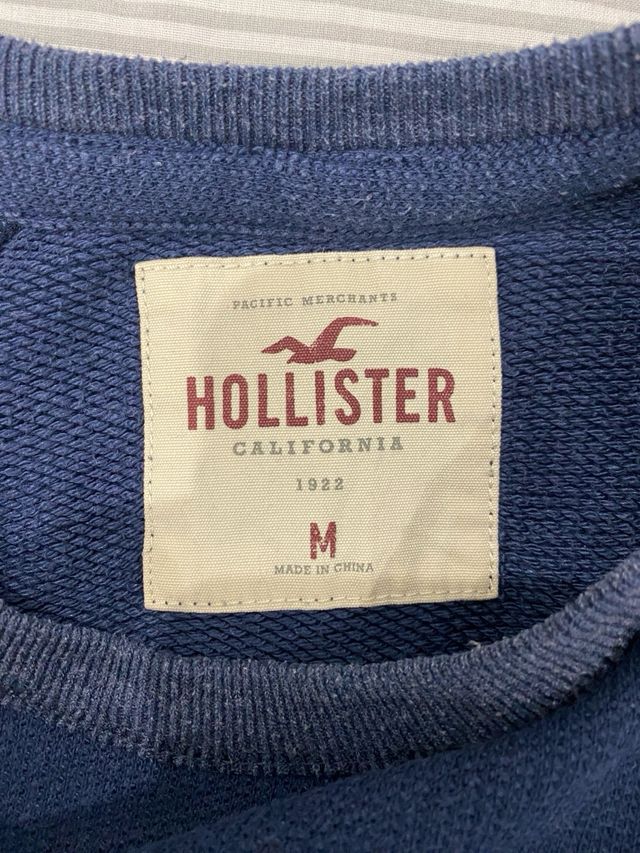 PACIFIC MERCHANTS
HOLLISTER
CALIFORNIA
1922
M
MADE IN CHINA